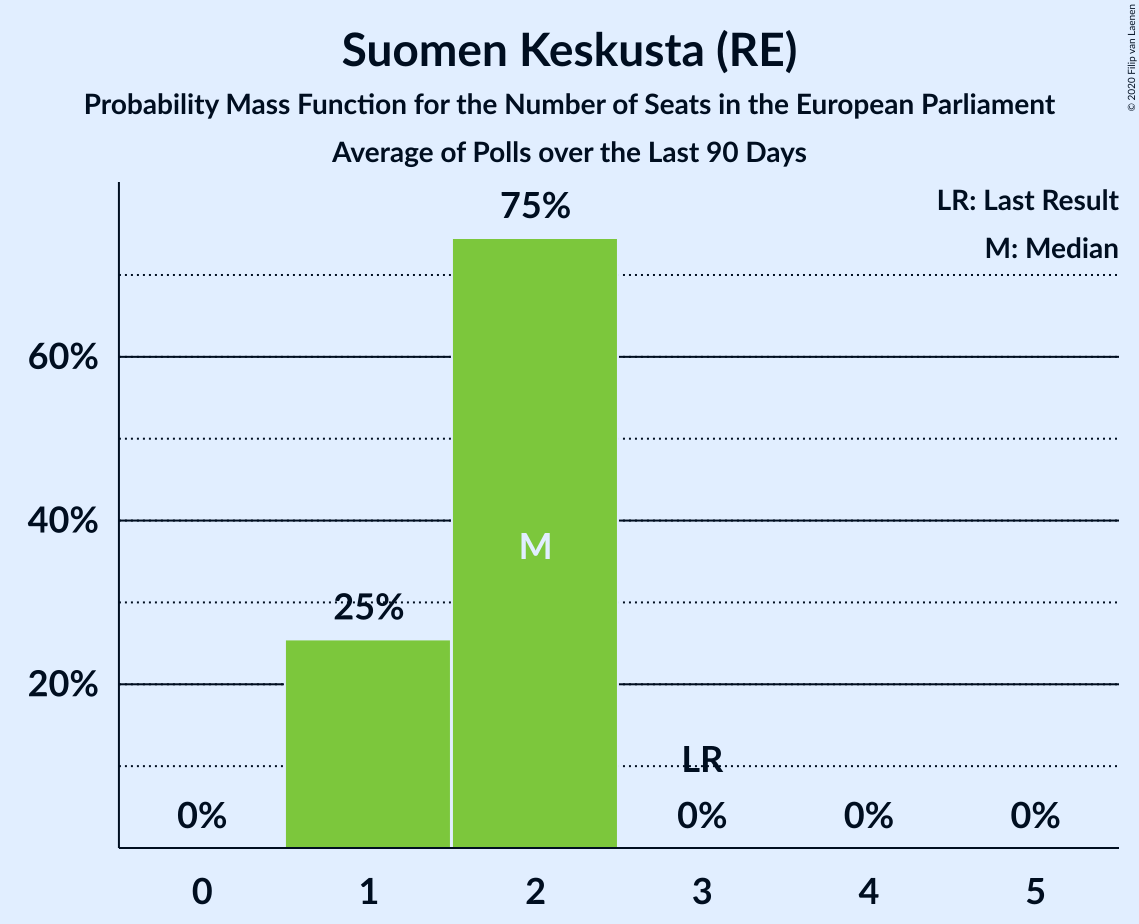 Suomen Keskusta (RE)
Probability Mass Function for the Number of Seats in the European Parliament
Average of Polls over the Last 90 Days
© 2020 Filip van Laenen
LR: Last Result
M: Median
75%
60%
40%
M
25%
20%
LR
0%
0%
0%
0%
0 1 2 3 4 5